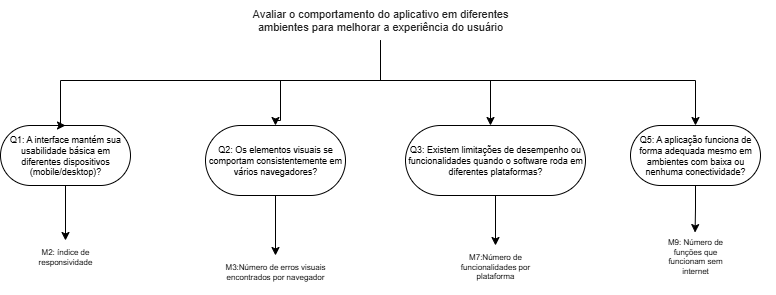 Avaliar o comportamento do aplicativo em diferentes
ambientes para melhorar a experiência do usuário
Q1: A interface mantém sua
usabilidade básica em
diferentes dispositivos
(mobile/desktop)?
Q2: Os elementos visuais se
comportam consistentemente em
vários navegadores?
Q3: Existem limitações de desempenho ou
funcionalidades quando o software roda em
diferentes plataformas?
Q5: A aplicação funciona de
forma adequada mesmo em
ambientes com baixa ou
nenhuma conectividade?
M2: índice de
responsividade
M3:Número de erros visuais
encontrados por navegador
M7:Número de
funcionalidades por
plataforma
M9: Número de
funções que
funcionam sem
internet